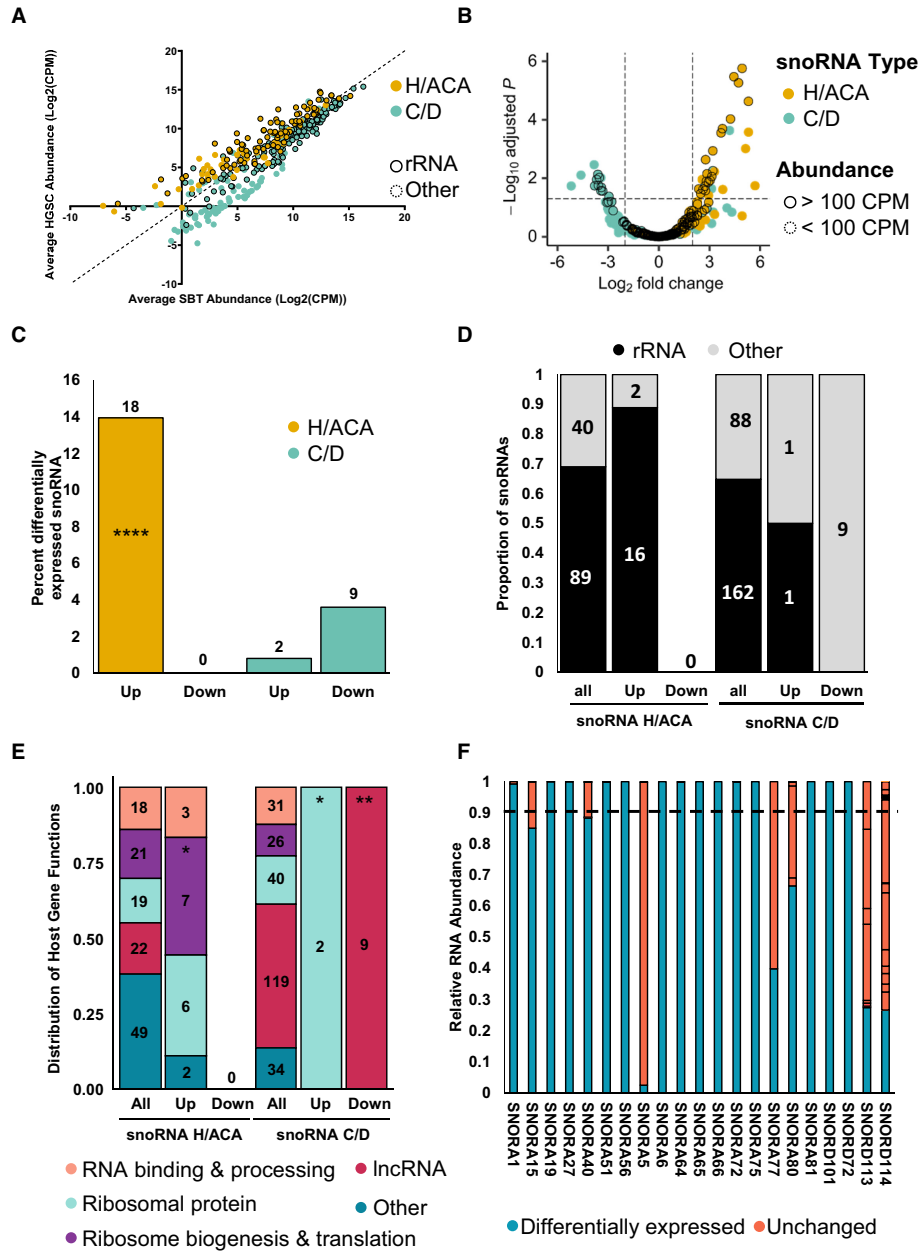 A
Average HGSC Abundance (Log2(CPM))
20
15
10
5
0
-5
-10
-10
-5
0
5
10
15
20
Average SBT Abundance (Log2(CPM))
H/ACA
C/D
rRNA
Other
B
– Log10 adjusted P
6
4
2
0
-6
-3
0
3
6
Log2 fold change
snoRNA Type
H/ACA
C/D
Abundance
> 100 CPM
< 100 CPM
C
Percent differentially
expressed snoRNA
16
14
12
10
8
6
4
2
0
18
****
0
2
9
Up Down Up Down
H/ACA
C/D
D
rRNA Other
Proportion of snoRNAs
1
0.9
0.8
0.7
0.6
0.5
0.4
0.3
0.2
0.1
0
40
89
2
16
0
88
162
1
1
9
all Up Down all Up Down
snoRNA H/ACA snoRNA C/D
E
Distribution of Host Gene Functions
1.00
0.75
0.50
0.25
0.00
18
21
19
22
49
3
*
7
6
2
0
31
26
40
119
34
*
2
**
9
All Up Down All Up Down
snoRNA H/ACA snoRNA C/D
RNA binding & processing
Ribosomal protein
Ribosome biogenesis & translation
lncRNA
Other
F
Relative RNA Abundance
1
0.9
0.8
0.7
0.6
0.5
0.4
0.3
0.2
0.1
0
SNORA1
SNORA15
SNORA19
SNORA27
SNORA40
SNORA51
SNORA56
SNORA5
SNORA6
SNORA64
SNORA65
SNORA66
SNORA72
SNORA75
SNORA77
SNORA80
SNORA81
SNORD101
SNORD72
SNORD113
SNORD114
Differentially expressed Unchanged